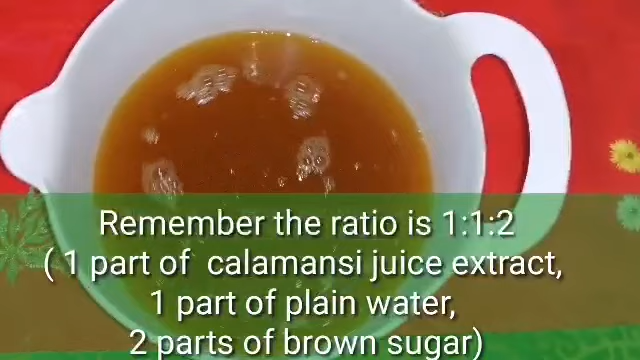 Remember the ratio is 1:1:2
( 1 part of calamansi juice extract,
1 part of plain water,
2 parts of brown sugar)